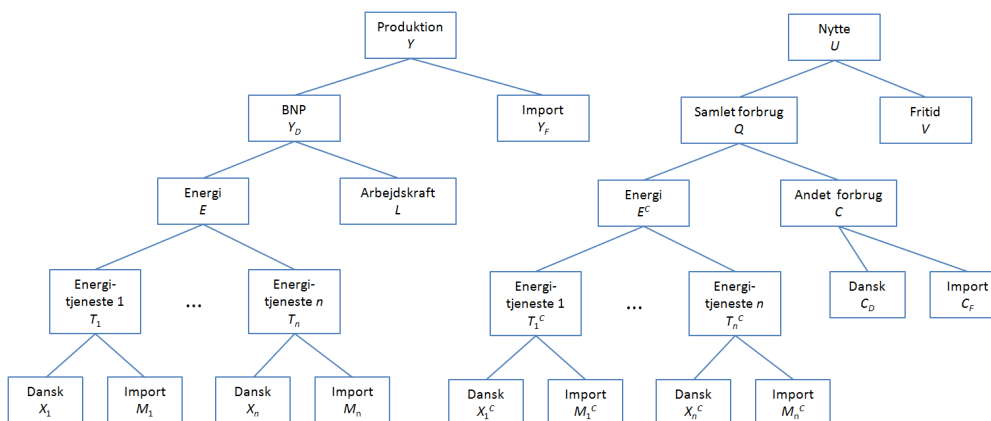 Produktion
Y
Nytte
U
BNP
Y_D
Import
Y_F
Samlet forbrug
Q
Fritid
V
Energi
E
Arbejdskraft
L
Energi
E^C
Andet forbrug
C
Energi-
tjeneste 1
T_1
...
Energi-
tjeneste n
T_n
Energi-
tjeneste 1
T_1^C
...
Energi-
tjeneste n
T_n^C
Dansk
C_D
Import
C_F
Dansk
X_1
Import
M_1
Dansk
X_n
Import
M_n
Dansk
X_1^C
Import
M_1^C
Dansk
X_n^C
Import
M_n^C